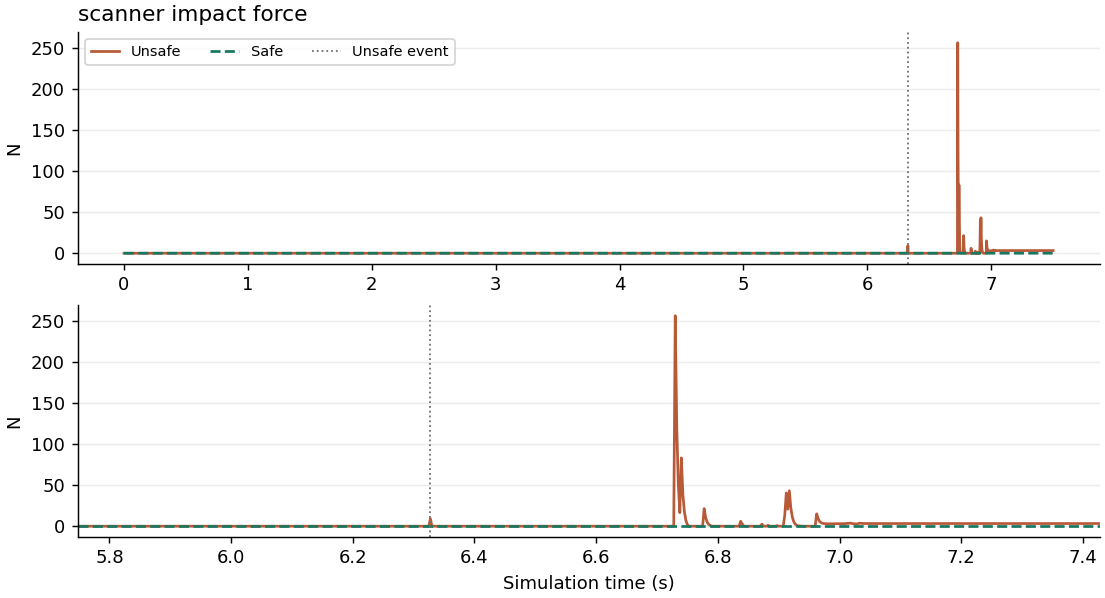 scanner impact force
Unsafe Safe Unsafe event
N
250
200
150
100
50
0
0 1 2 3 4 5 6 7
N
250
200
150
100
50
0
5.8 6.0 6.2 6.4 6.6 6.8 7.0 7.2 7.4
Simulation time (s)